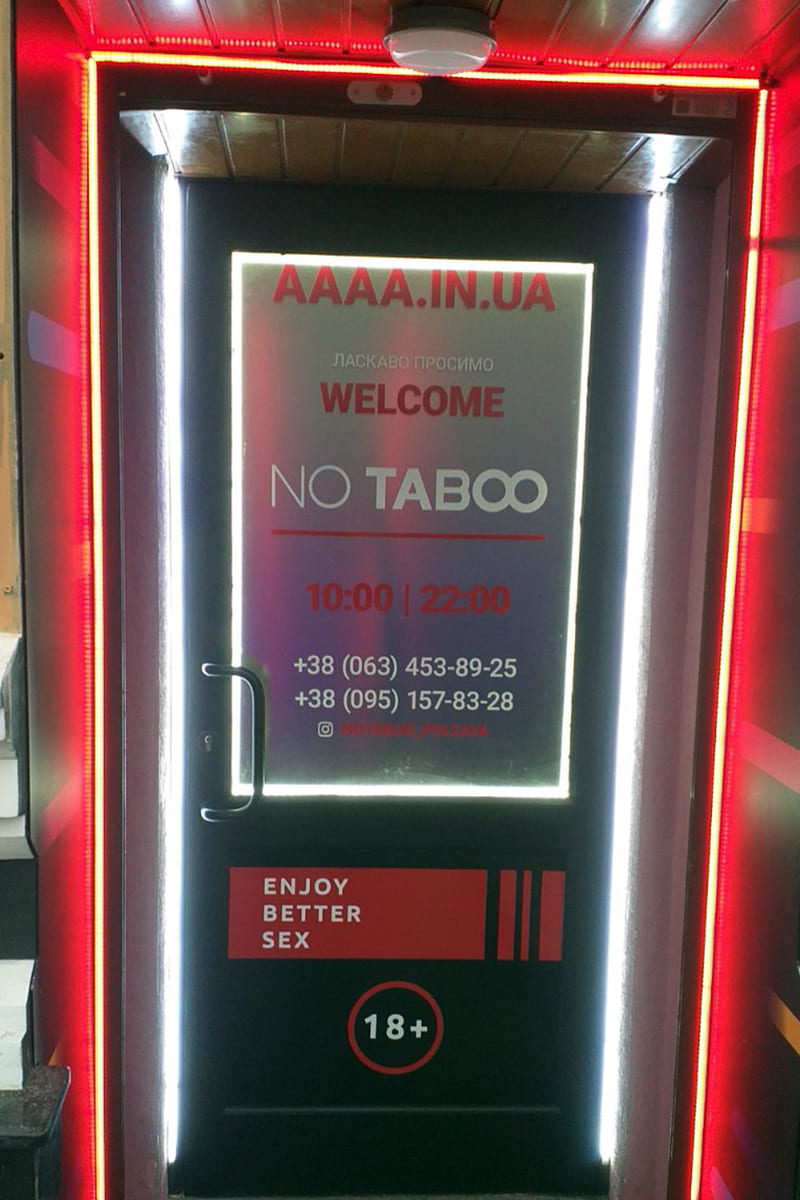 AAAA.IN.UA
ЛАСКАВО ПРОСИМО
WELCOME
NO TABOO
10:00 | 22:00
+38 (063) 453-89-25
+38 (095) 157-83-28
ENJOY
BETTER
SEX
18+